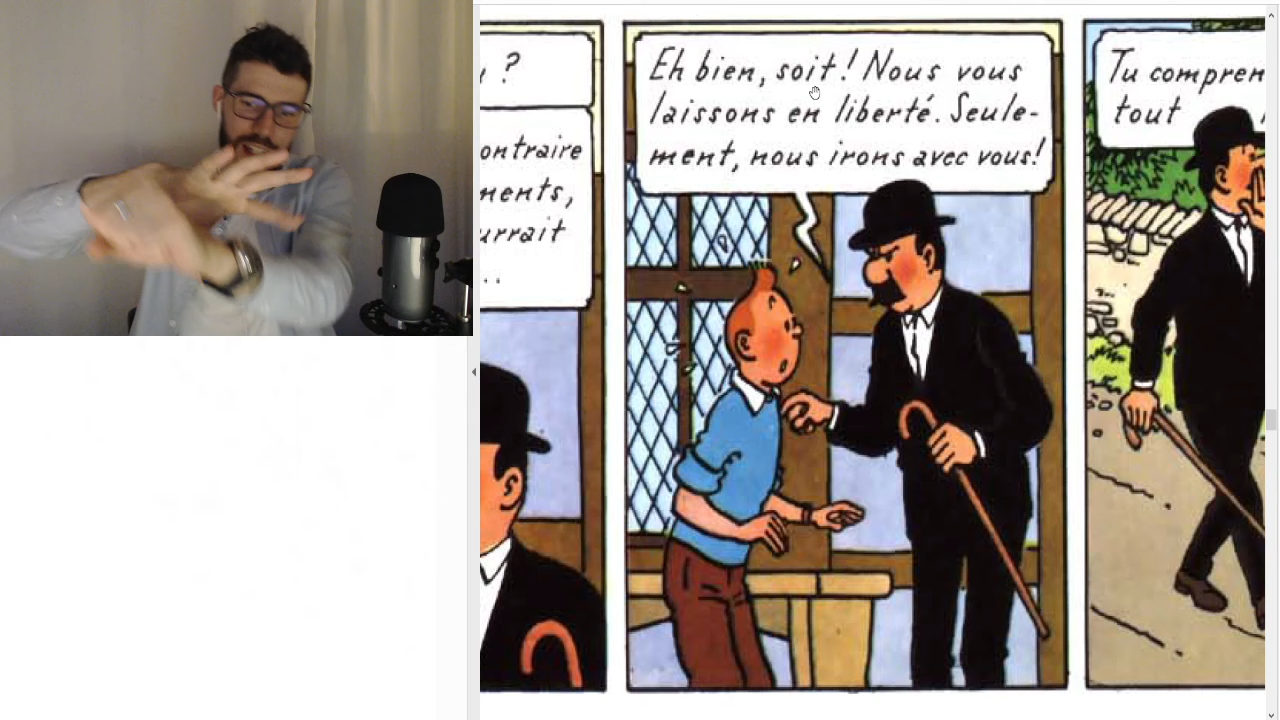 ?
ontraire
ments,
urrait
..
Eh bien, soit! Nous vous
laissons en liberté. Seule-
ment, nous irons avec vous!
Tu compren
tout